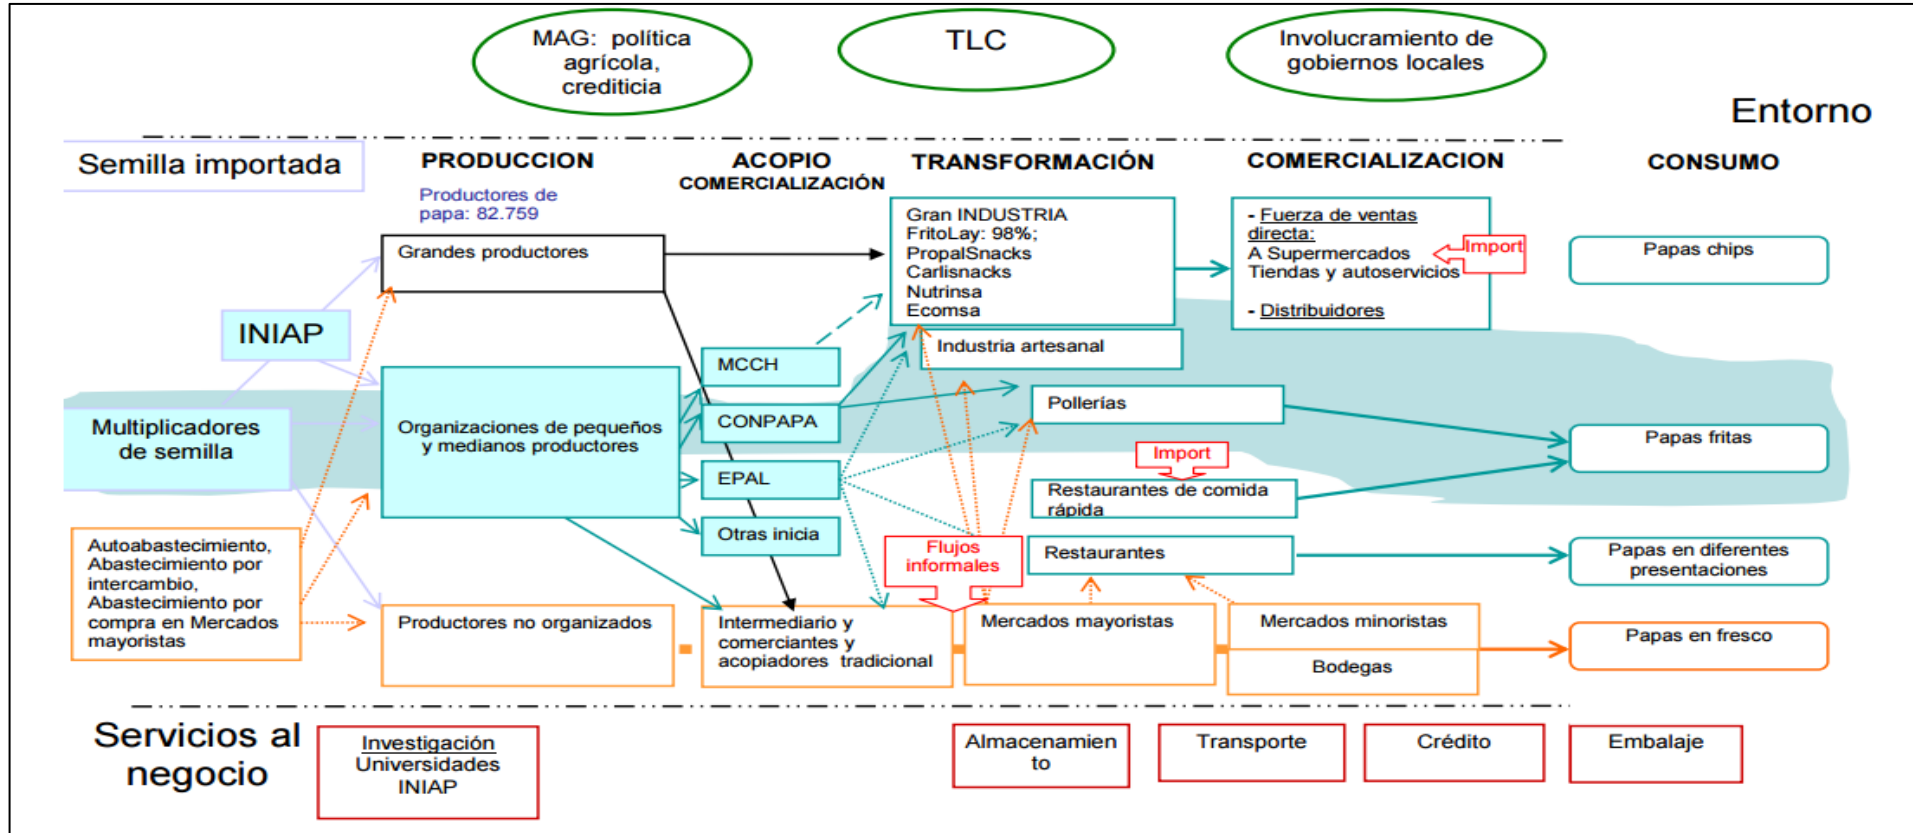 MAG: política
agrícola,
crediticia
TLC
Involucramiento de
gobiernos locales
Entorno
Semilla importada
PRODUCCION
ACOPIO
COMERCIALIZACIÓN
TRANSFORMACIÓN
COMERCIALIZACION
CONSUMO
Productores de
papa: 82.759
Grandes productores
Gran INDUSTRIA
FritoLay: 98%;
PropalSnacks
Carlisnacks
Nutrinsa
Ecomsa
- Fuerza de ventas
directa:
A Supermercados
Tiendas y autoservicios
- Distribuidores
Import
Papas chips
INIAP
MCCH
Industria artesanal
Multiplicadores
de semilla
Organizaciones de pequeños
y medianos productores
CONPAPA
Pollerías
Papas fritas
Import
EPAL
Restaurantes de comida
rápida
Otras inicia
Flujos
informales
Restaurantes
Papas en diferentes
presentaciones
Autoabastecimiento,
Abastecimiento por
intercambio,
Abastecimiento por
compra en Mercados
mayoristas
Productores no organizados
Intermediario y
comerciantes y
acopiadores tradicional
Mercados mayoristas
Mercados minoristas
Bodegas
Papas en fresco
Servicios al
negocio
Investigación
Universidades
INIAP
Almacenamien
to
Transporte
Crédito
Embalaje